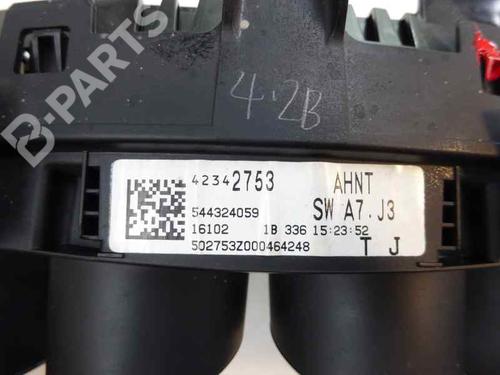 B-PARTS
4.2B
42342753 AHNT
544324059 SW A7.J3
16102 1B 336 15:23:52
502753Z000464248 T J